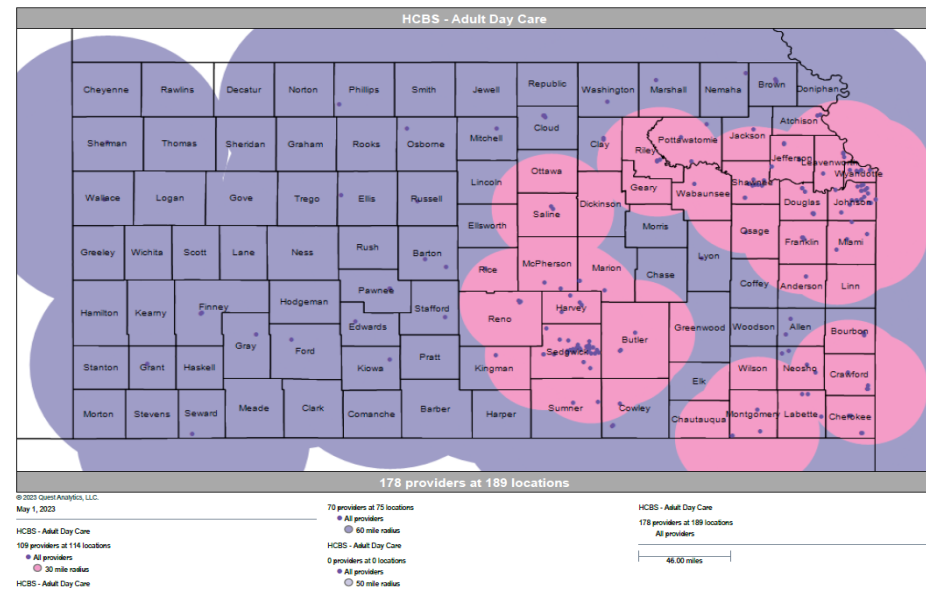 HCBS - Adult Day Care
Cheyenne Rawlins Decatur Norton Phillips Smith Jewell Republic Washington Marshall Nemaha Brown Doniphan
Sherman Thomas Sheridan Graham Rooks Osborne Mitchell Cloud Clay Riley Pottawatomie Jackson Atchison
Jefferson Leavenworth Wyandotte
Wallace Logan Gove Trego Ellis Russell Lincoln Ottawa Dickinson Geary Wabaunsee Shawnee Douglas Johnson
Saline
Greeley Wichita Scott Lane Ness Rush Barton Ellsworth Morris Osage Franklin Miami
Rice McPherson Marion Chase Lyon Coffey Anderson Linn
Hamilton Kearny Finney Hodgeman Pawnee Stafford Reno Harvey
Edwards
Gray Ford Sedgwick Butler Greenwood Woodson Allen Bourbon
Stanton Grant Haskell Kiowa Pratt Kingman Elk Wilson Neosho Crawford
Morton Stevens Seward Meade Clark Comanche Barber Harper Sumner Cowley Chautauqua Montgomery Labette Cherokee
178 providers at 189 locations
© 2023 Quest Analytics, LLC.
May 1, 2023
HCBS - Adult Day Care
109 providers at 114 locations
All providers
30 mile radius
HCBS - Adult Day Care
70 providers at 75 locations
All providers
60 mile radius
HCBS - Adult Day Care
0 providers at 0 locations
All providers
50 mile radius
HCBS - Adult Day Care
178 providers at 189 locations
All providers
46.00 miles